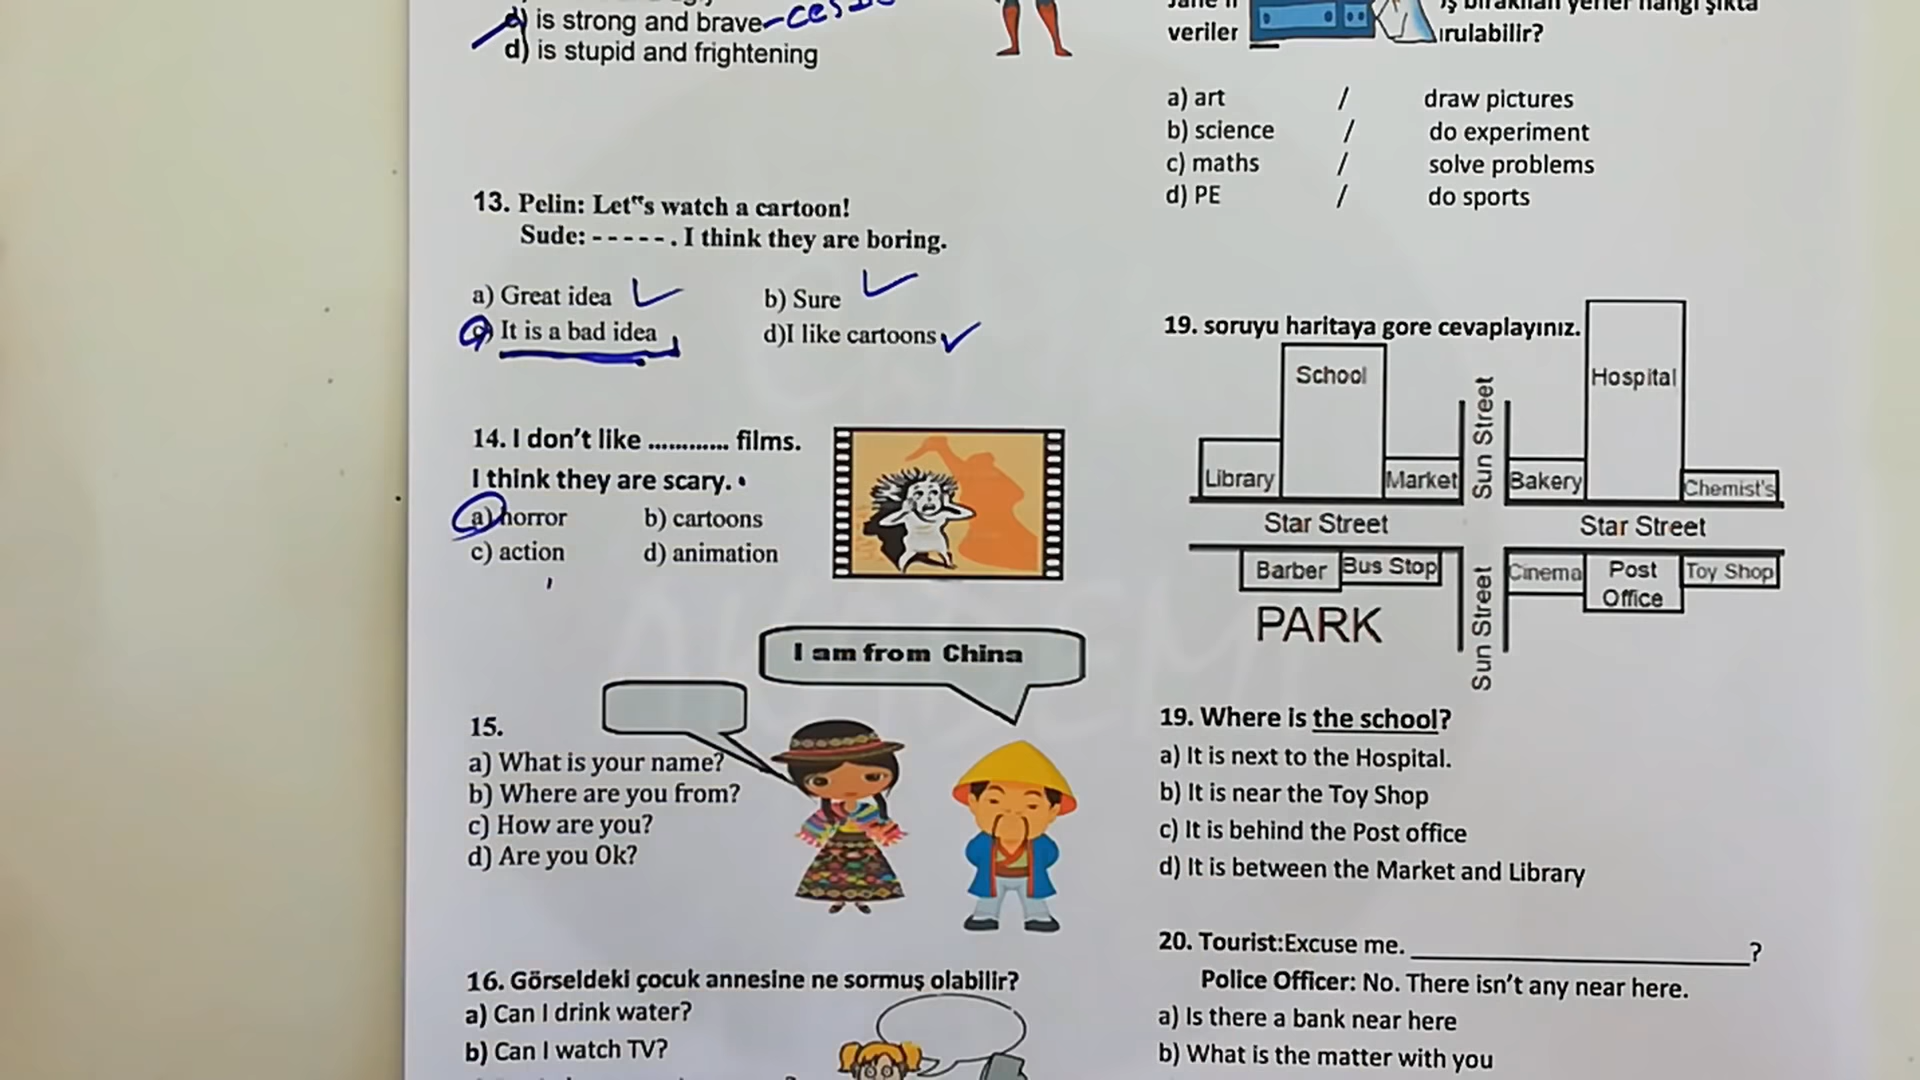 is strong and brave
d) is stupid and frightening
13. Pelin: Let‟‟s watch a cartoon!
Sude: - - - - - . I think they are boring.
a) Great idea
b) Sure
c) It is a bad idea
d)I like cartoons
14. I don't like ............ films.
I think they are scary.
a) horror
b) cartoons
c) action
d) animation
I am from China
15.
a) What is your name?
b) Where are you from?
c) How are you?
d) Are you Ok?
16. Görseldeki çocuk annesine ne sormuş olabilir?
a) Can I drink water?
b) Can I watch TV?
veriler
ırulabilir?
a) art / draw pictures
b) science / do experiment
c) maths / solve problems
d) PE / do sports
19. soruyu haritaya gore cevaplayınız.
School
Hospital
Library
Market
Sun Street
Bakery
Chemist's
Star Street
Star Street
Barber
Bus Stop
Cinema
Post Office
Toy Shop
PARK
Sun Street
19. Where is the school?
a) It is next to the Hospital.
b) It is near the Toy Shop
c) It is behind the Post office
d) It is between the Market and Library
20. Tourist:Excuse me. ______________________?
Police Officer: No. There isn't any near here.
a) Is there a bank near here
b) What is the matter with you